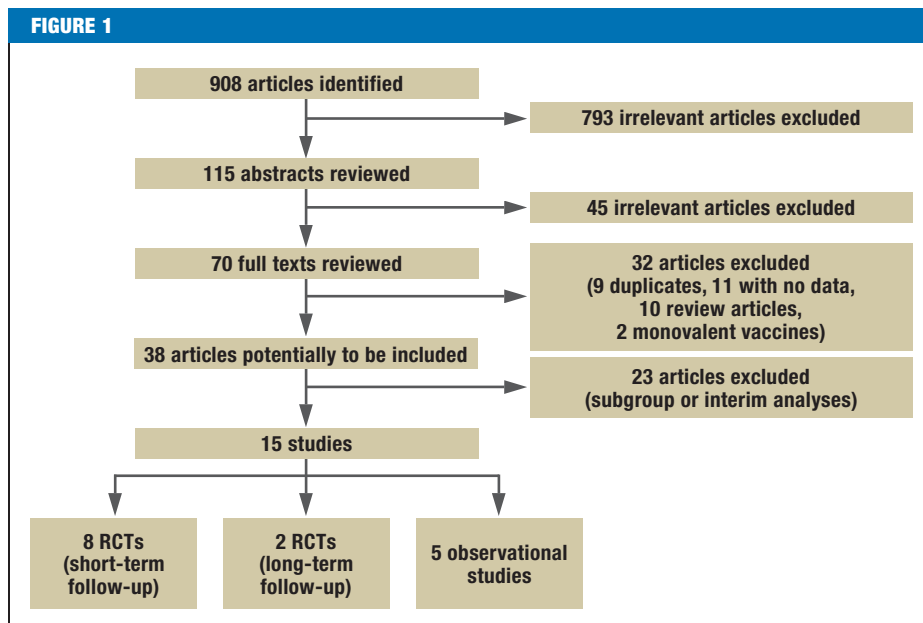 FIGURE 1
908 articles identified
793 irrelevant articles excluded
115 abstracts reviewed
45 irrelevant articles excluded
70 full texts reviewed
32 articles excluded
(9 duplicates, 11 with no data,
10 review articles,
2 monovalent vaccines)
38 articles potentially to be included
23 articles excluded
(subgroup or interim analyses)
15 studies
8 RCTs
(short-term
follow-up)
2 RCTs
(long-term
follow-up)
5 observational
studies